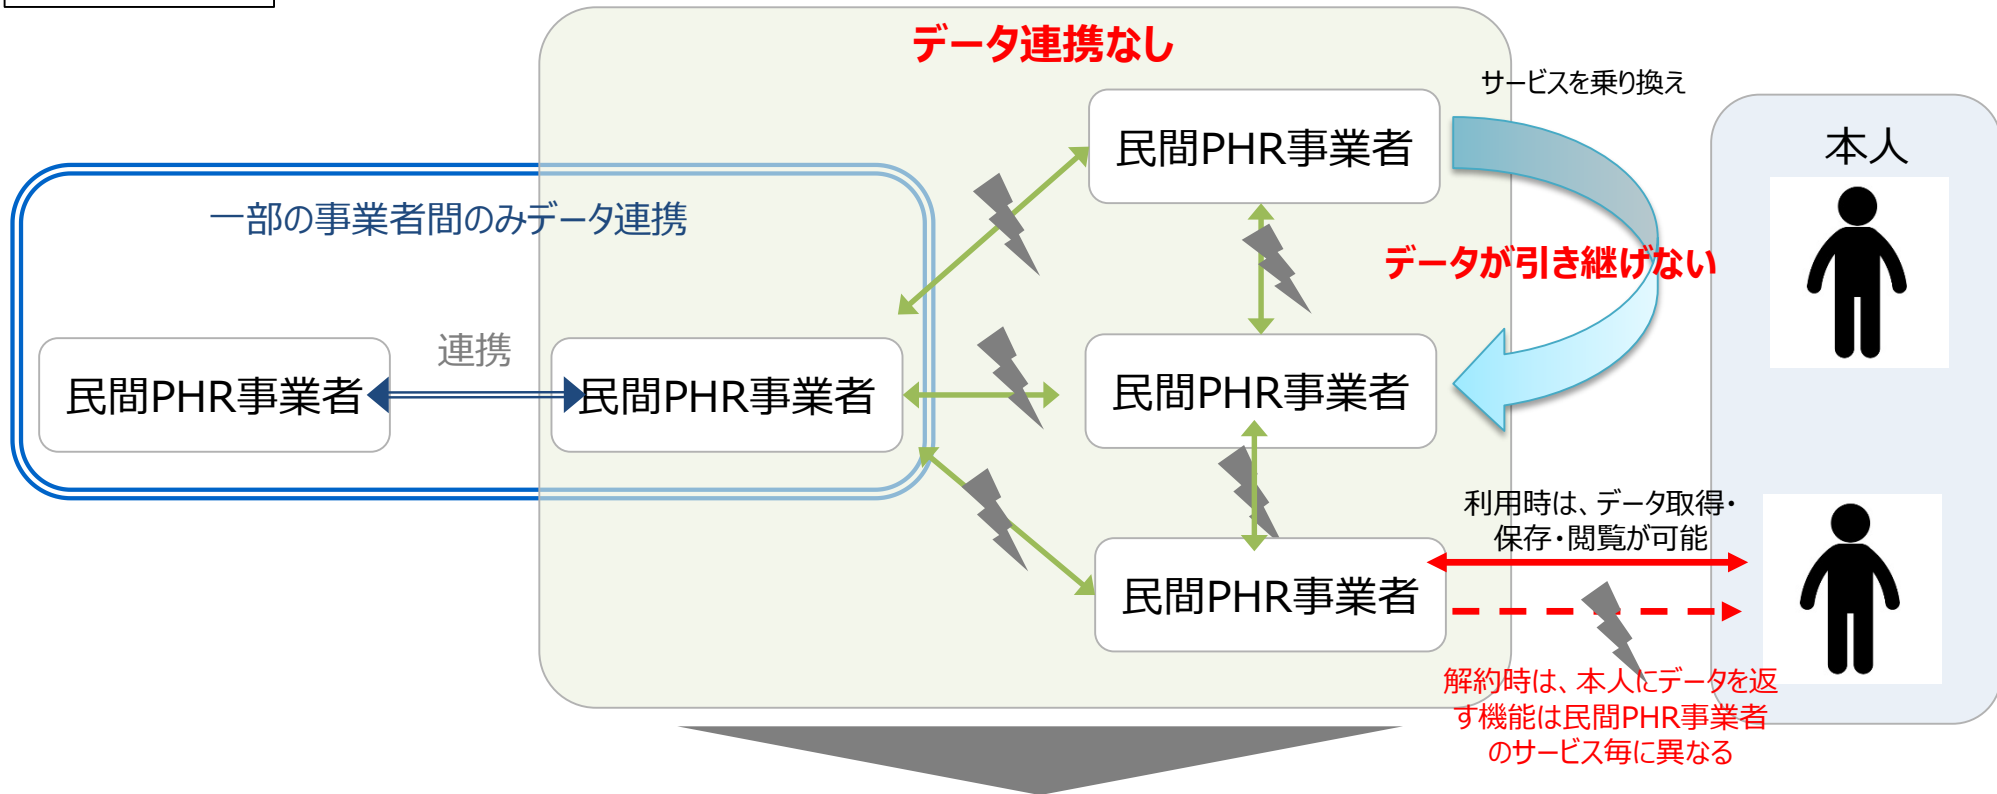 データ連携なし
サービスを乗り換え
民間PHR事業者
本人
一部の事業者間のみデータ連携
データが引き継げない
連携
民間PHR事業者
民間PHR事業者
民間PHR事業者
利用時は、データ取得・
保存・閲覧が可能
民間PHR事業者
解約時は、本人にデータを返
す機能は民間PHR事業者
のサービス毎に異なる